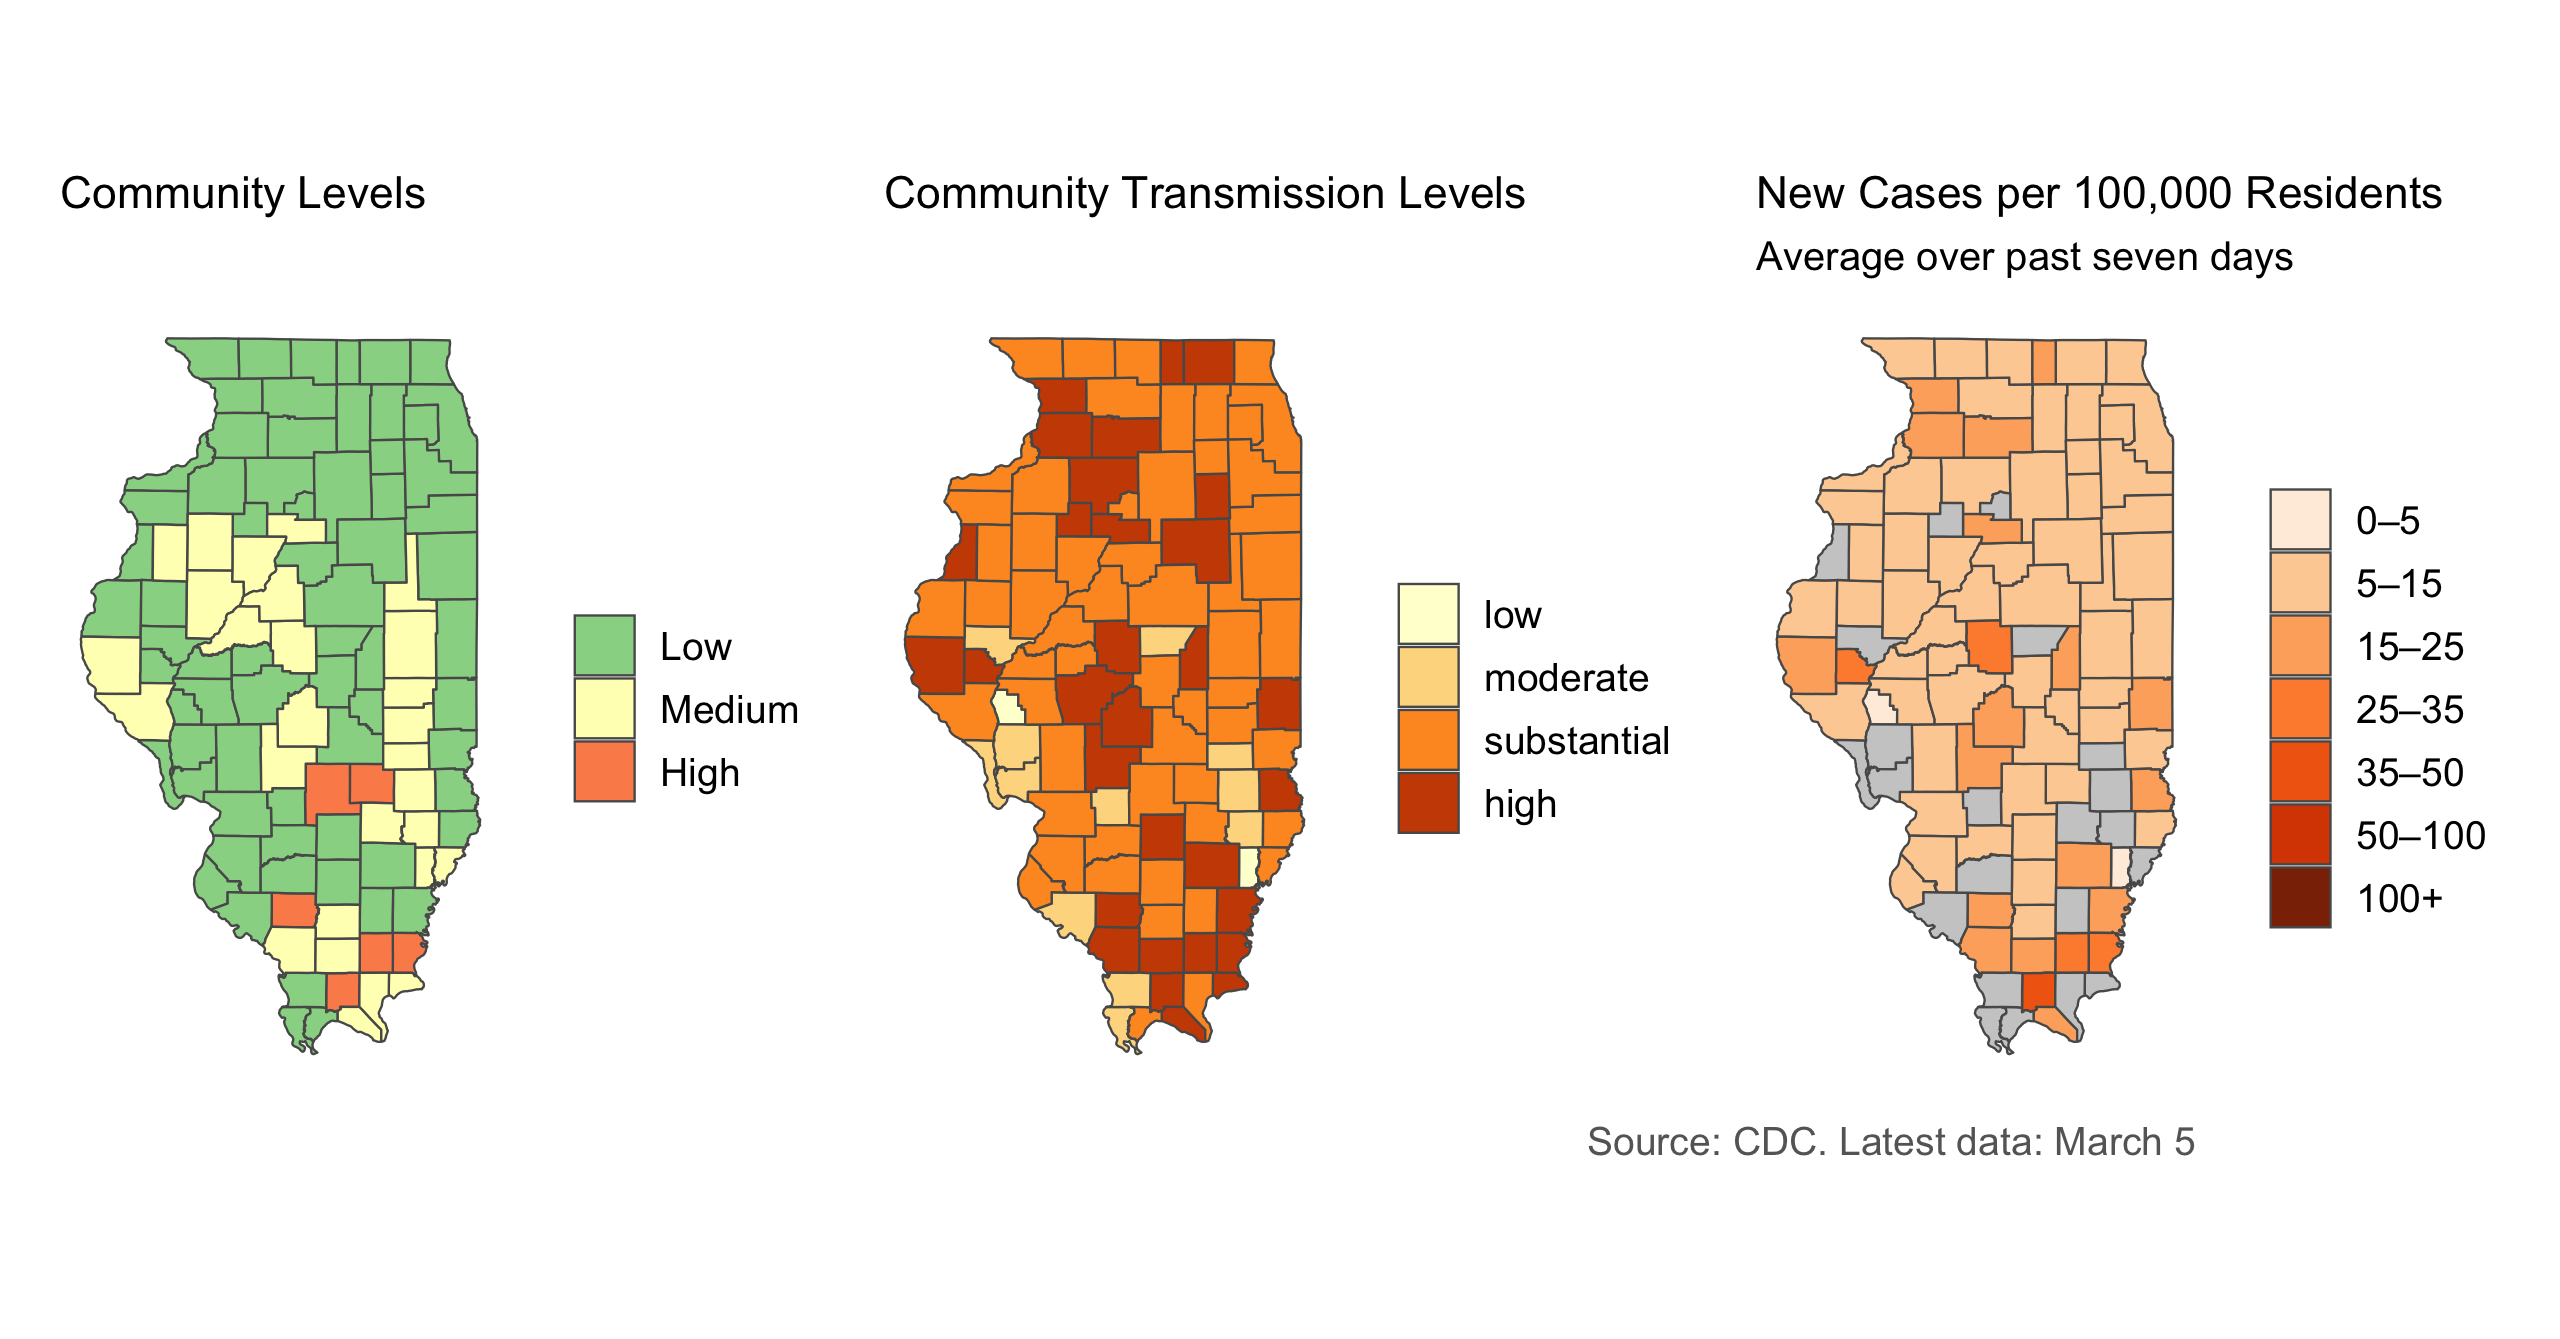 Community Levels
Low
Medium
High
Community Transmission Levels
low
moderate
substantial
high
New Cases per 100,000 Residents
Average over past seven days
0–5
5–15
15–25
25–35
35–50
50–100
100+
Source: CDC. Latest data: March 5